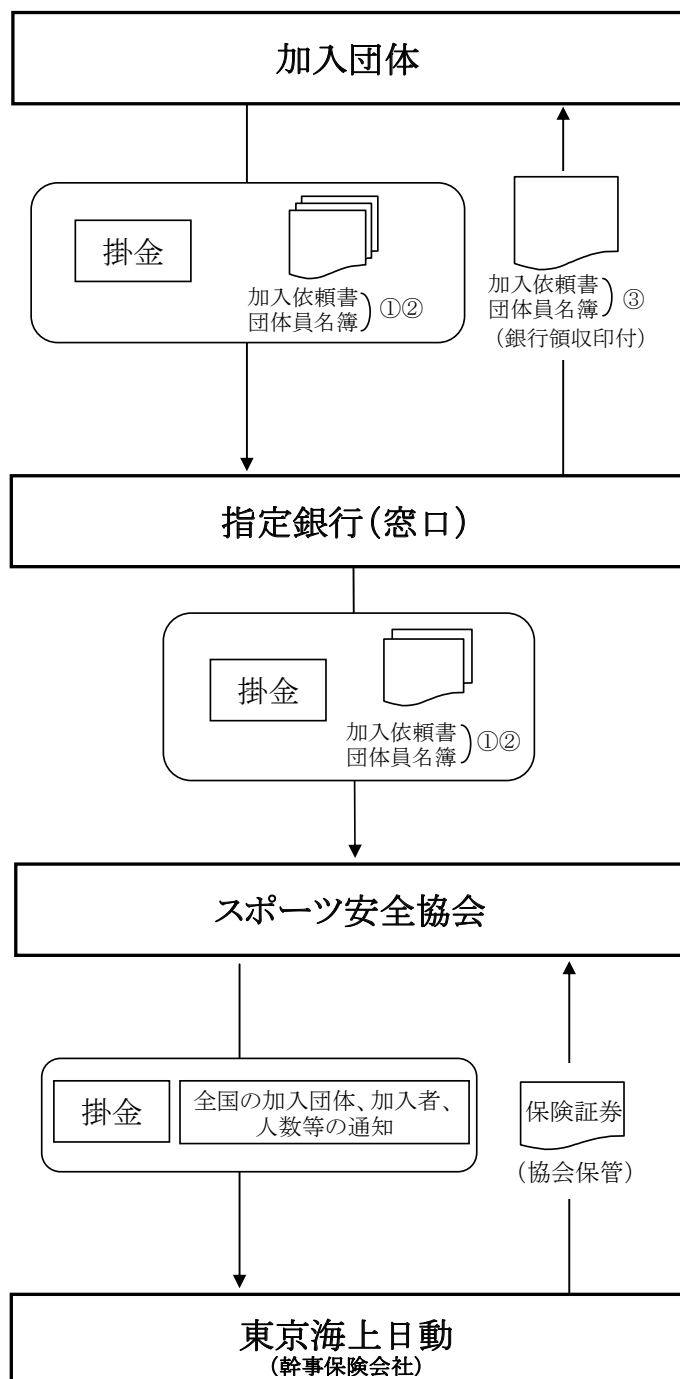 加入団体
掛金
加入依頼書
団体員名簿
①②
加入依頼書
団体員名簿
③
（銀行領収印付）
指定銀行（窓口）
掛金
加入依頼書
団体員名簿
①②
スポーツ安全協会
掛金
全国の加入団体、加入者、
人数等の通知
保険証券
（協会保管）
東京海上日動
（幹事保険会社）